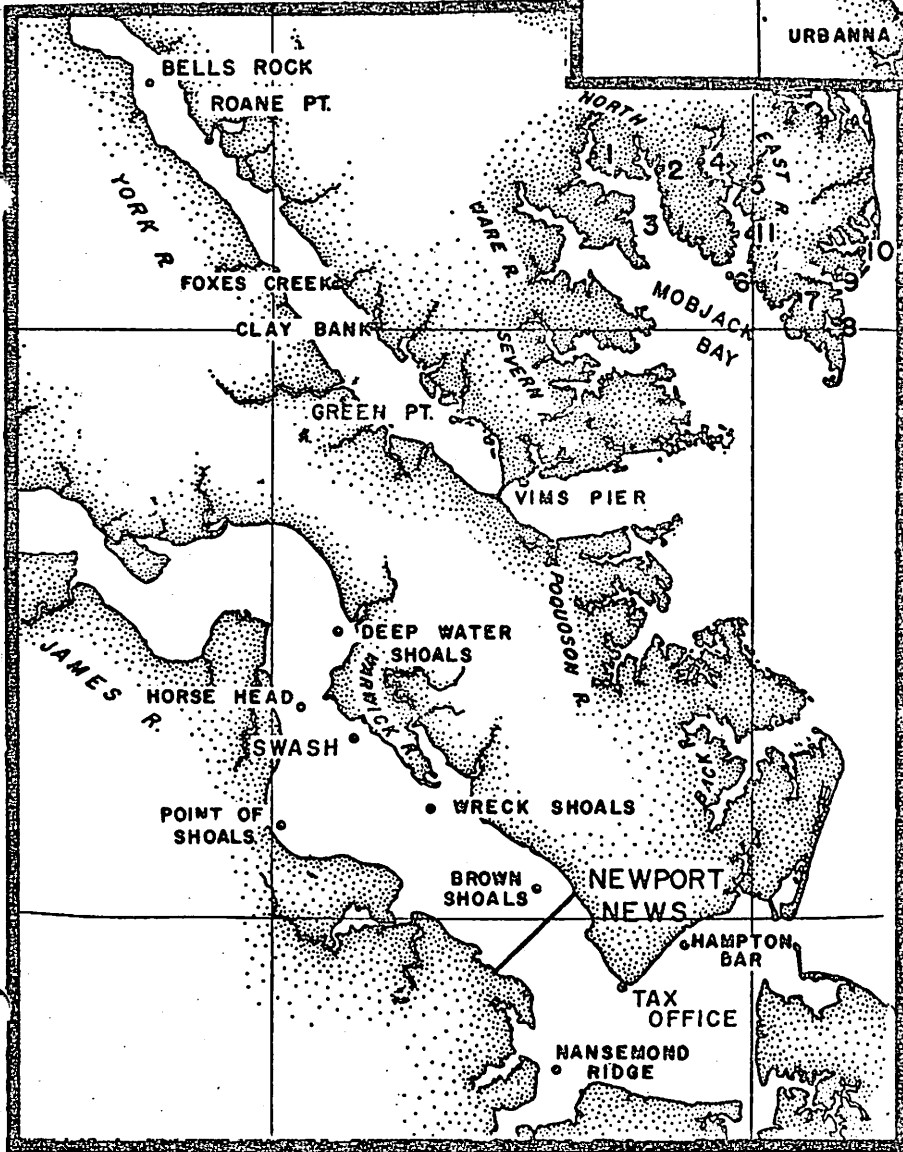 URBANNA
BELLS ROCK
ROANE PT.
NORTH
EAST R.
YORK R.
WARE R.
1
2
4
5
3
11
10
6
9
7
8
FOXES CREEK
MOBJACK
BAY
CLAY BANK
SEVERN
GREEN PT.
VIMS PIER
POQUOSON R.
DEEP WATER
SHOALS
JAMES R.
HORSE HEAD
WARWICK R.
SWASH
BACK R.
POINT OF
SHOALS
WRECK SHOALS
BROWN
SHOALS
NEWPORT
NEWS
HAMPTON
BAR
TAX
OFFICE
NANSEMOND
RIDGE